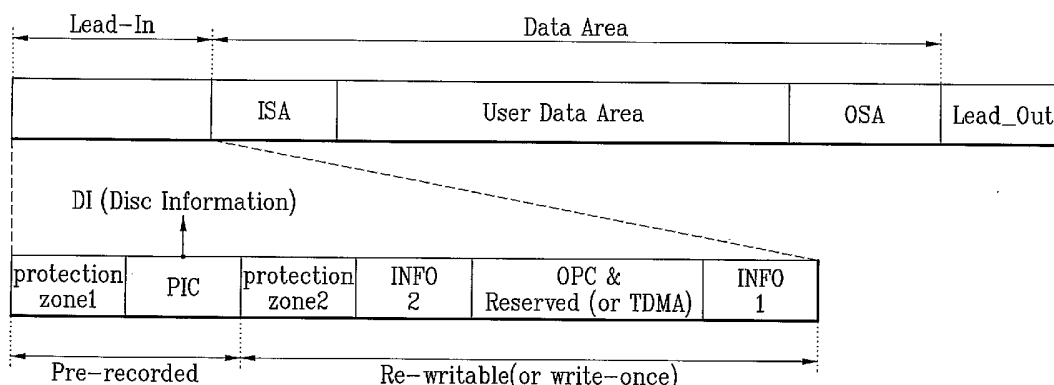 Lead-In
Data Area
ISA
User Data Area
OSA
Lead_Out
DI (Disc Information)
protection
zone1
PIC
protection
zone2
INFO
2
OPC &
Reserved (or TDMA)
INFO
1
Pre-recorded
Re-writable(or write-once)